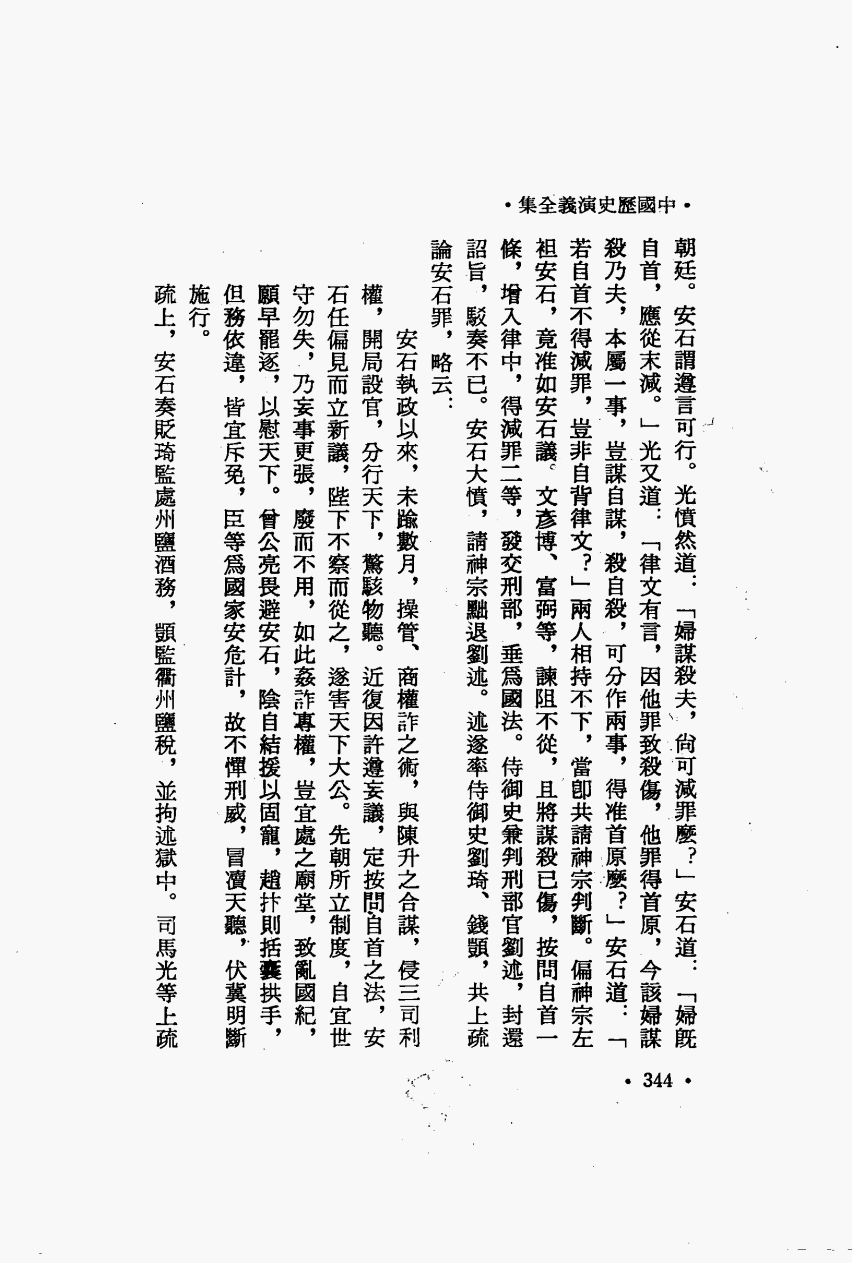 •中國歷史演義全集•
朝廷。安石謂遵言可行。光憤然道：「婦謀殺夫，尙可減罪麼？」安石道：「婦旣
自首，應從末減。」光又道：「律文有言，因他罪致殺傷，他罪得首原，今該婦謀
殺乃夫，本屬一事，豈謀自謀，殺自殺，可分作兩事，得准首原麼？」安石道：「
若自首不得減罪，豈非自背律文？」兩人相持不下，當卽共請神宗判斷。偏神宗左
袒安石，竟准如安石議。文彥博、富弼等，諫阻不從，且將謀殺已傷，按問自首一
條，增入律中，得減罪二等，發交刑部，垂爲國法。侍御史兼判刑部官劉述，封還
詔旨，駁奏不已。安石大憤，請神宗黜退劉述。述遂率侍御史劉琦、錢顗，共上疏
論安石罪，略云：
安石執政以來，未踰數月，操管、商權詐之術，與陳升之合謀，侵三司利
權，開局設官，分行天下，驚駭物聽。近復因許遵妄議，定按問自首之法，安
石任偏見而立新議，陛下不察而從之，遂害天下大公。先朝所立制度，自宜世
守勿失，乃妄事更張，廢而不用，如此姦詐專權，豈宜處之廟堂，致亂國紀，
願早罷逐，以慰天下。曾公亮畏避安石，陰自結援以固寵，趙抃則括囊拱手，
但務依違，皆宜斥免，臣等爲國家安危計，故不憚刑威，冒瀆天聽，伏冀明斷
施行。
疏上，安石奏貶琦監處州鹽酒務，顗監衢州鹽稅，並拘述獄中。司馬光等上疏
•344•